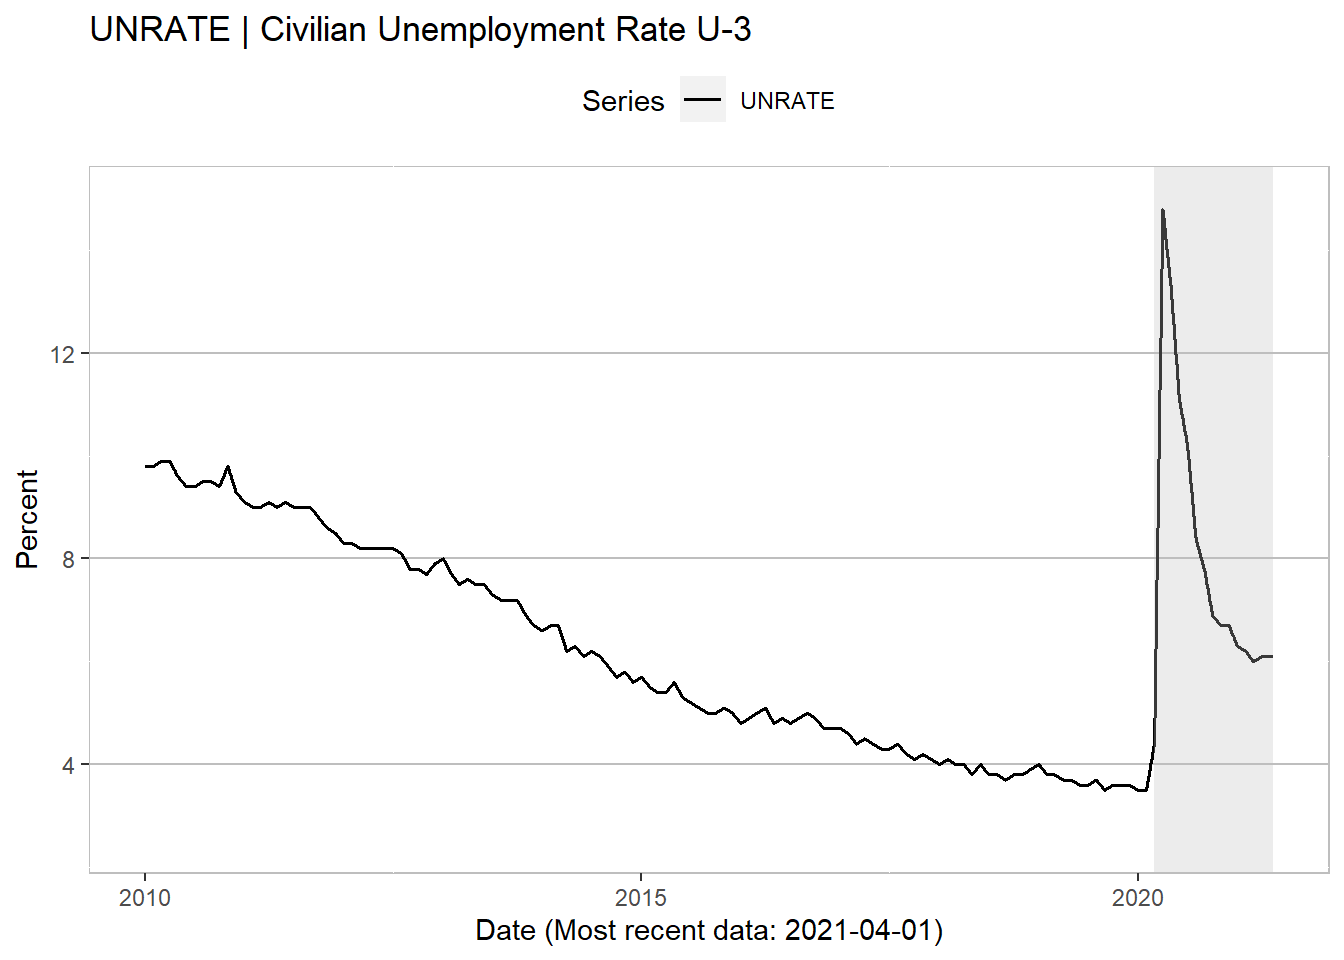 UNRATE | Civilian Unemployment Rate U-3
Series UNRATE
12
8
4
Percent
2010 2015 2020
Date (Most recent data: 2021-04-01)